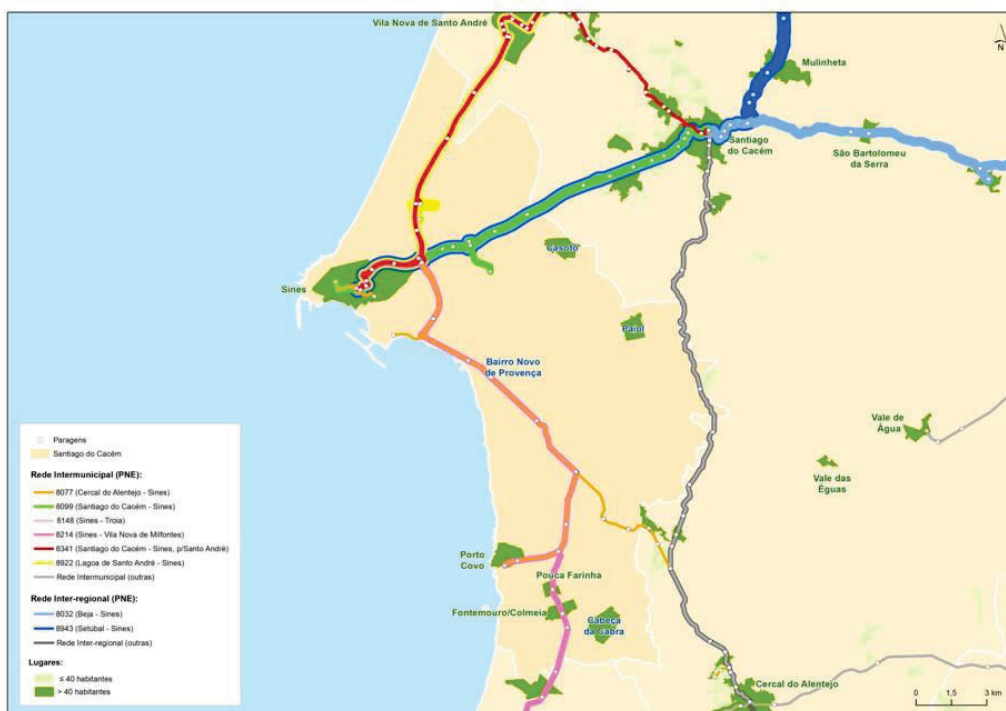 Vila Nova de Santo André
N
Mulinheta
Santiago
do Cacém
São Bartolomeu
da Serra
Casoto
Sines
Paiol
Bairro Novo
de Provença
Vale de
Água
Vale das
Éguas
Porto
Covo
Pouca Farinha
Fontemouro/Colmeia
Cabeça
da Cabra
Cercal do Alentejo
0 1,5 3 km
Paragens
Santiago do Cacém
Rede Intermunicipal (PNE):
8077 (Cercal do Alentejo - Sines)
8099 (Santiago do Cacém - Sines)
8148 (Sines - Troia)
8214 (Sines - Vila Nova de Milfontes)
8341 (Santiago do Cacém - Sines, p/Santo André)
8922 (Lagoa de Santo André - Sines)
Rede Intermunicipal (outras)
Rede Inter-regional (PNE):
8032 (Beja - Sines)
8943 (Setúbal - Sines)
Rede Inter-regional (outras)
Lugares:
≤ 40 habitantes
> 40 habitantes